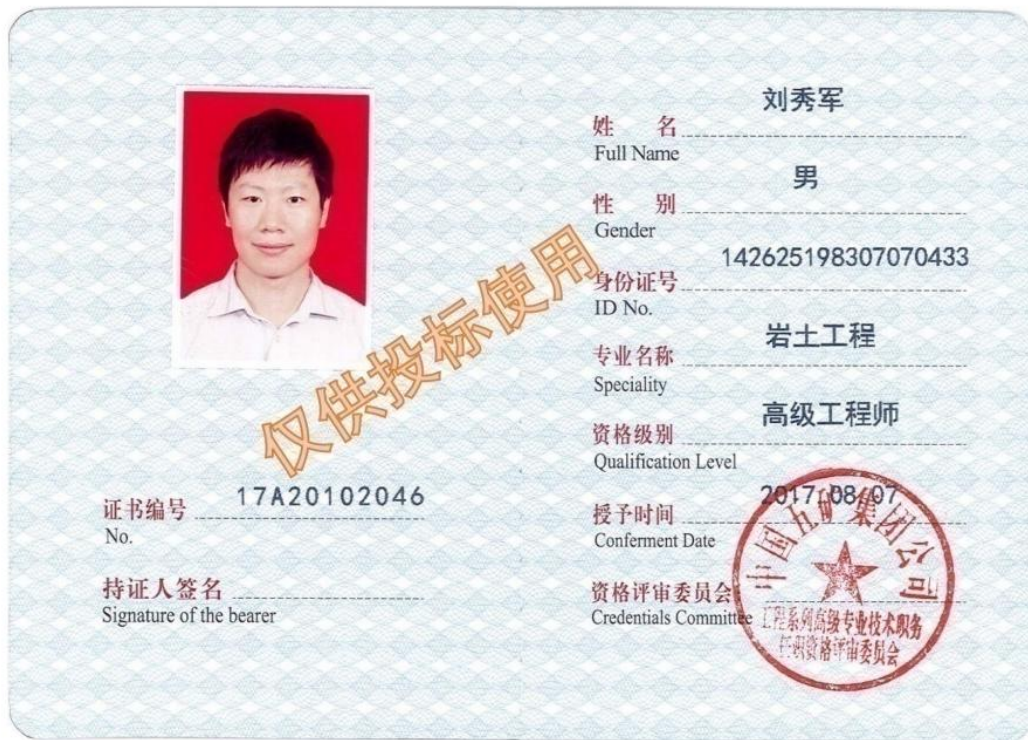 仅供投标使用
证书编号 17A20102046
No.
持证人签名
Signature of the bearer
刘秀军
姓 名
Full Name
男
性 别
Gender
142625198307070433
身份证号
ID No.
岩土工程
专业名称
Speciality
高级工程师
资格级别
Qualification Level
2017.08.07
授予时间
Conferment Date
资格评审委员会
Credentials Committee
中国五矿集团公司
工程系列高级专业技术职务
任职资格评审委员会